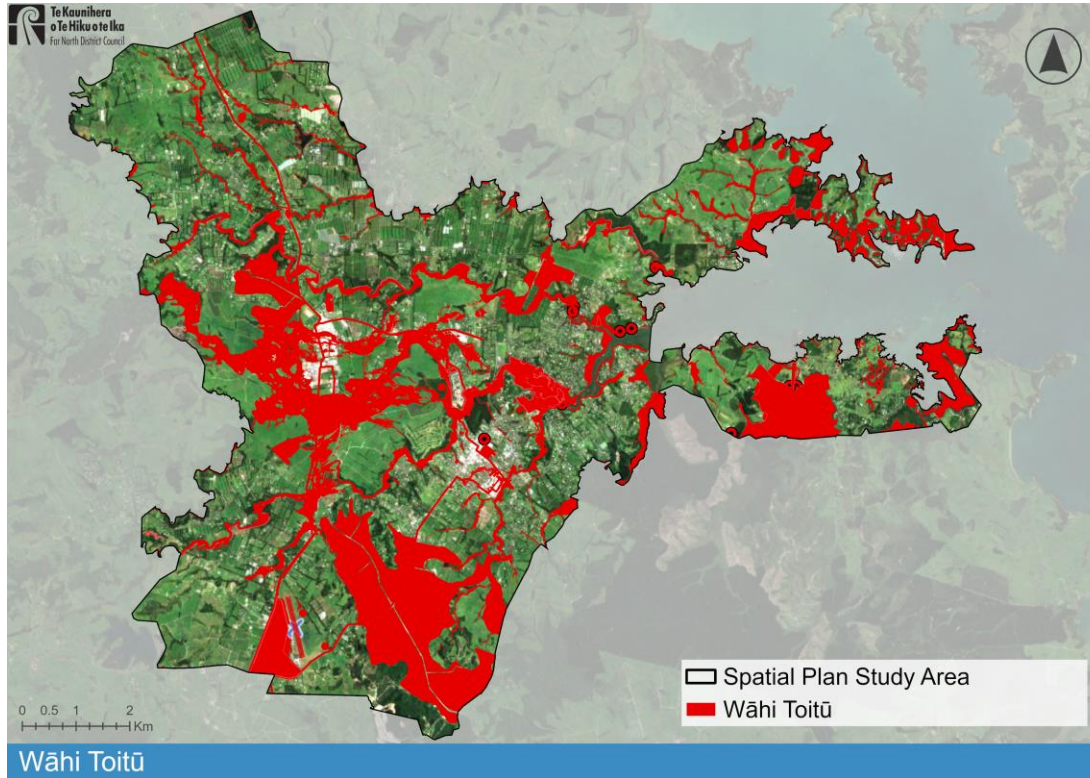 Te Kaunihera
o Te Hiku o te Ika
Far North District Council
Spatial Plan Study Area
Wāhi Toitū
0 0.5 1 2
Km
Wāhi Toitū